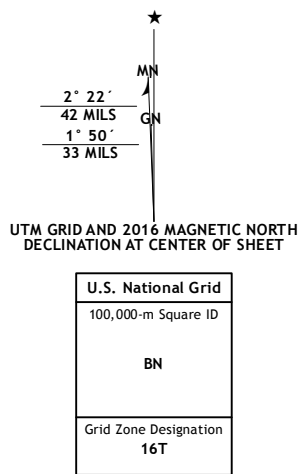 ★
MN
2° 22´
42 MILS
GN
1° 50´
33 MILS
UTM GRID AND 2016 MAGNETIC NORTH
DECLINATION AT CENTER OF SHEET
U.S. National Grid
100,000-m Square ID
BN
Grid Zone Designation
16T